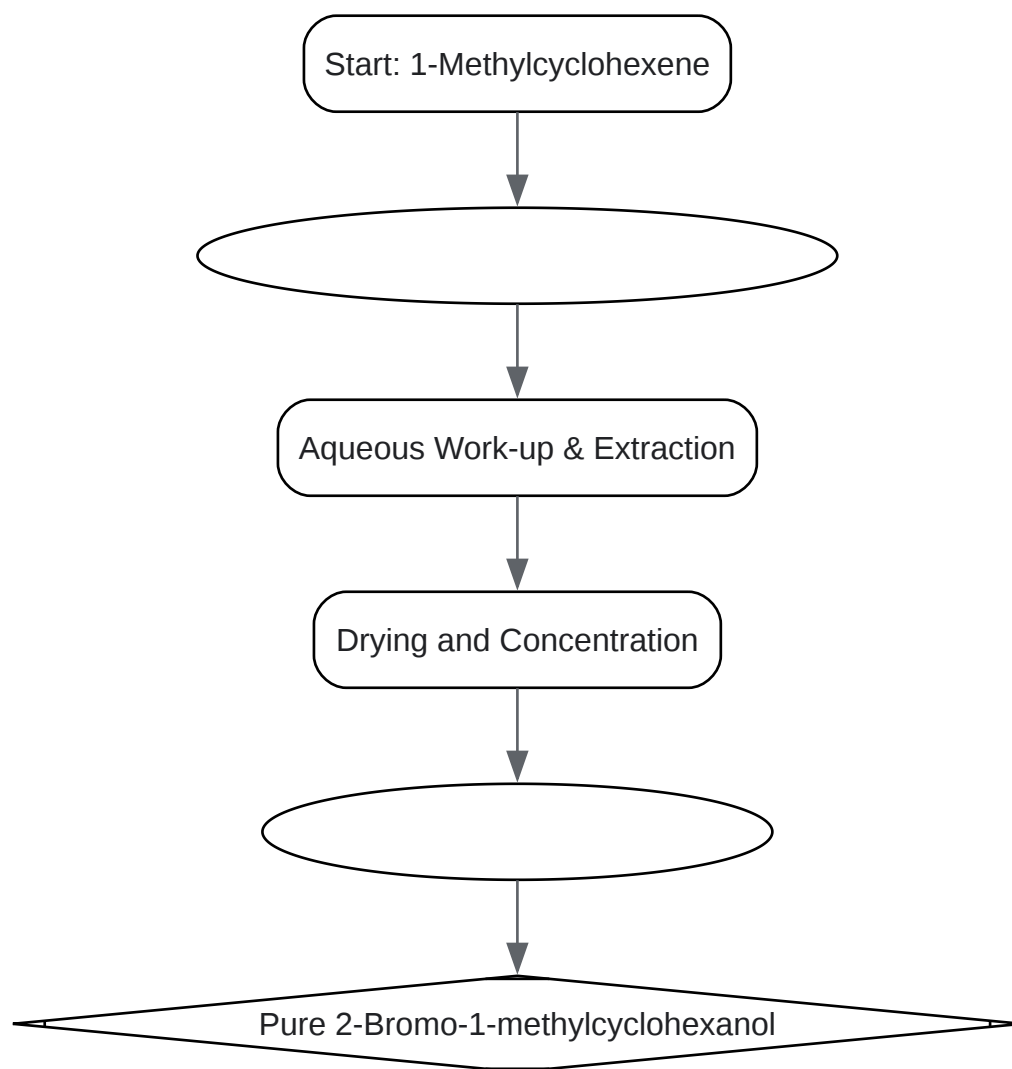 Start: 1-Methylcyclohexene
Aqueous Work-up & Extraction
Drying and Concentration
Pure 2-Bromo-1-methylcyclohexanol